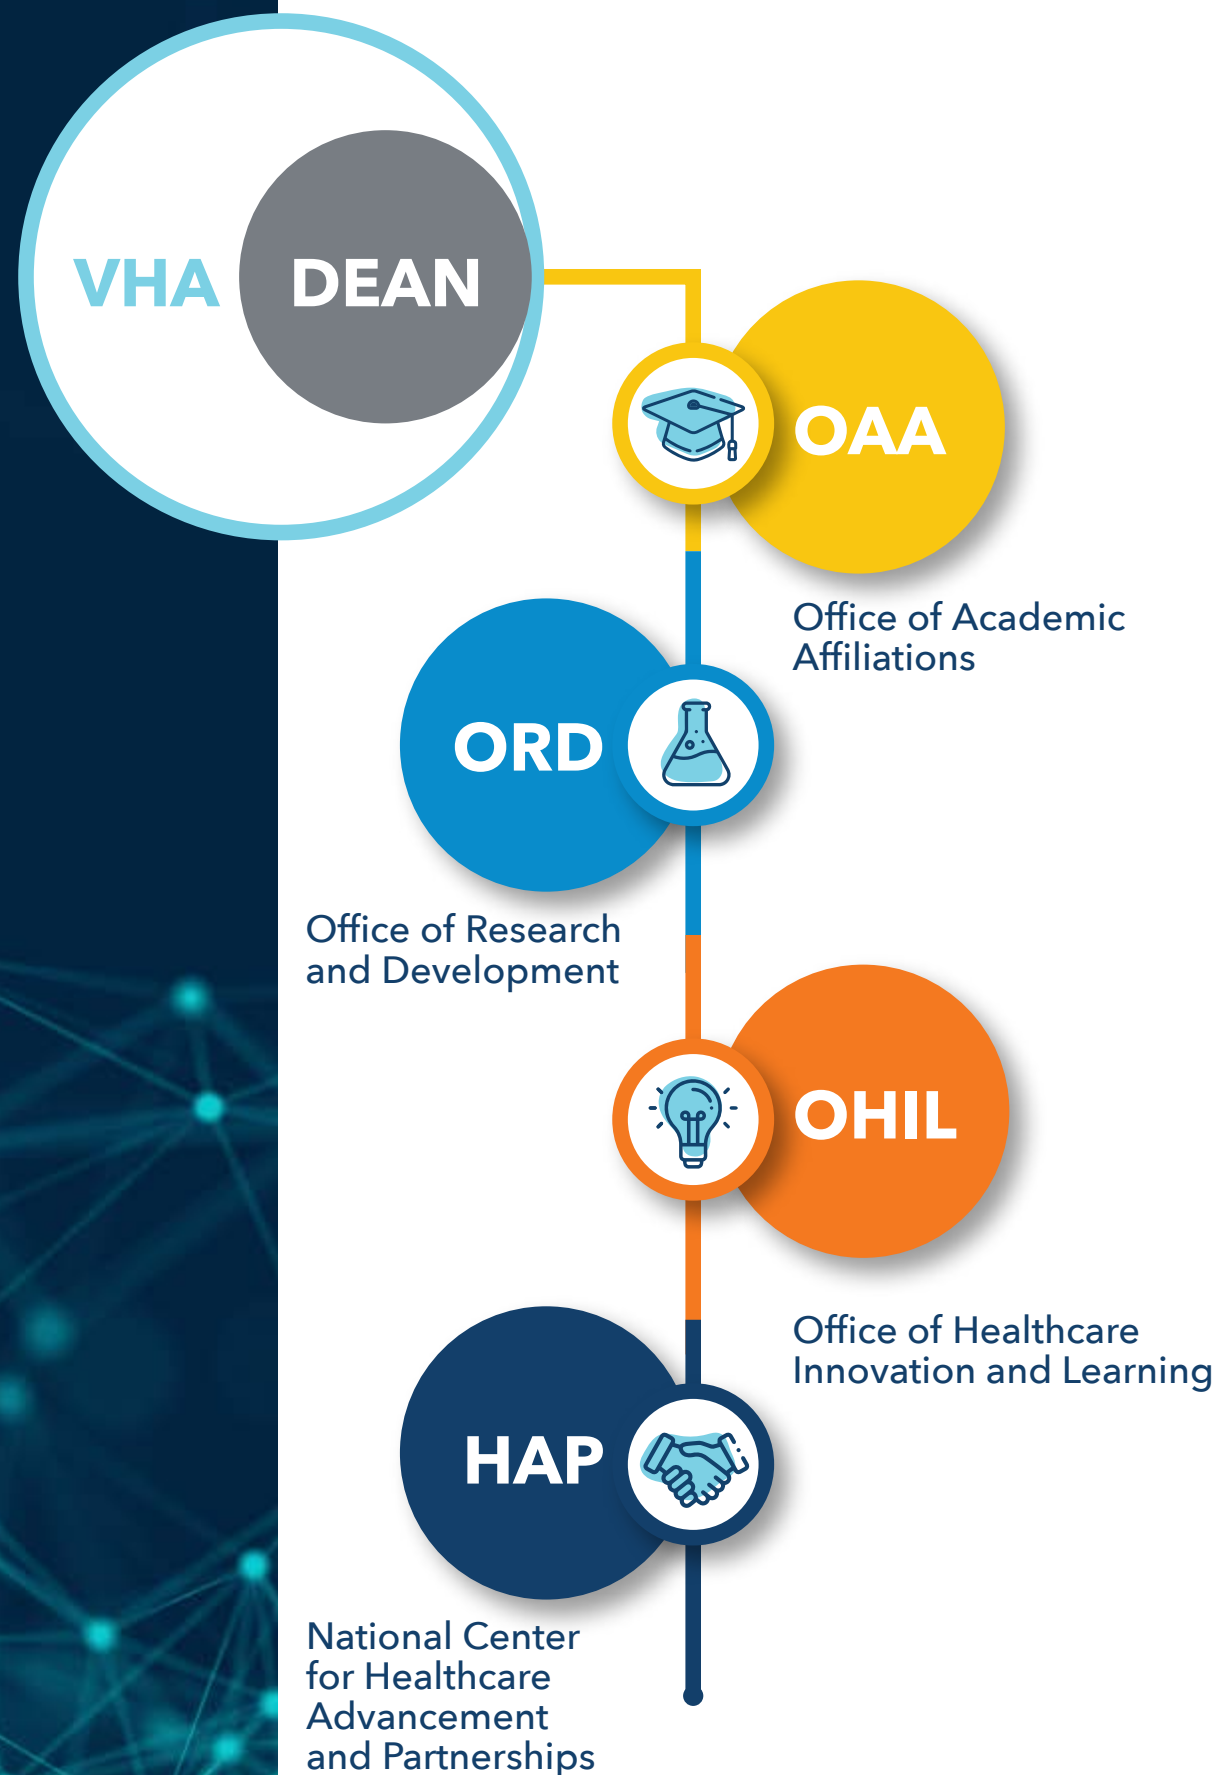 VHA DEAN
OAA
Office of Academic
Affiliations
ORD
Office of Research
and Development
OHIL
Office of Healthcare
Innovation and Learning
HAP
National Center
for Healthcare
Advancement
and Partnerships